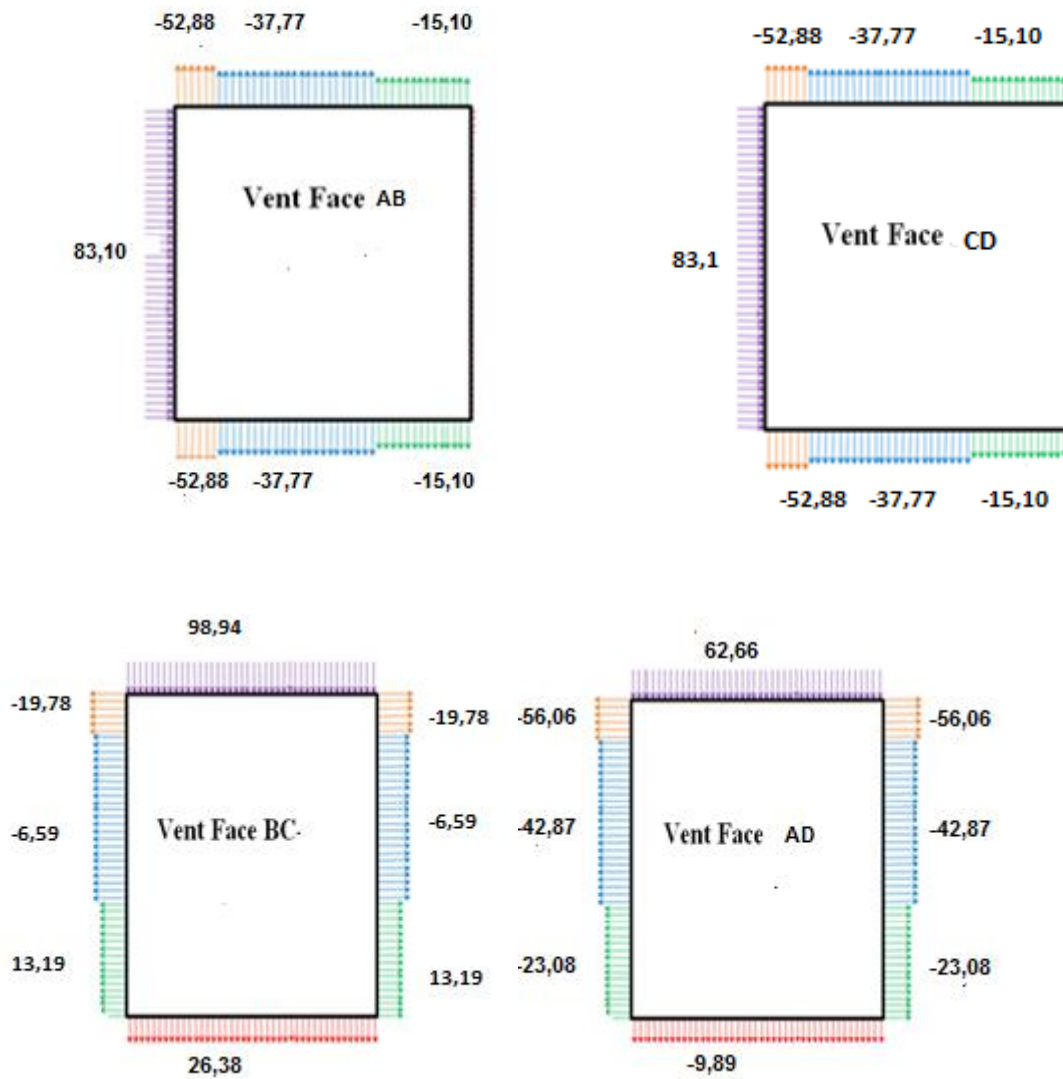 -52,88 -37,77 -15,10
-52,88 -37,77 -15,10
Vent Face AB
83,10
Vent Face CD
83,1
-52,88 -37,77 -15,10
-52,88 -37,77 -15,10
98,94
62,66
-19,78
-19,78
-56,06
-56,06
Vent Face BC-
-6,59
-6,59
Vent Face AD
-42,87
-42,87
13,19
13,19
-23,08
-23,08
26,38
-9,89